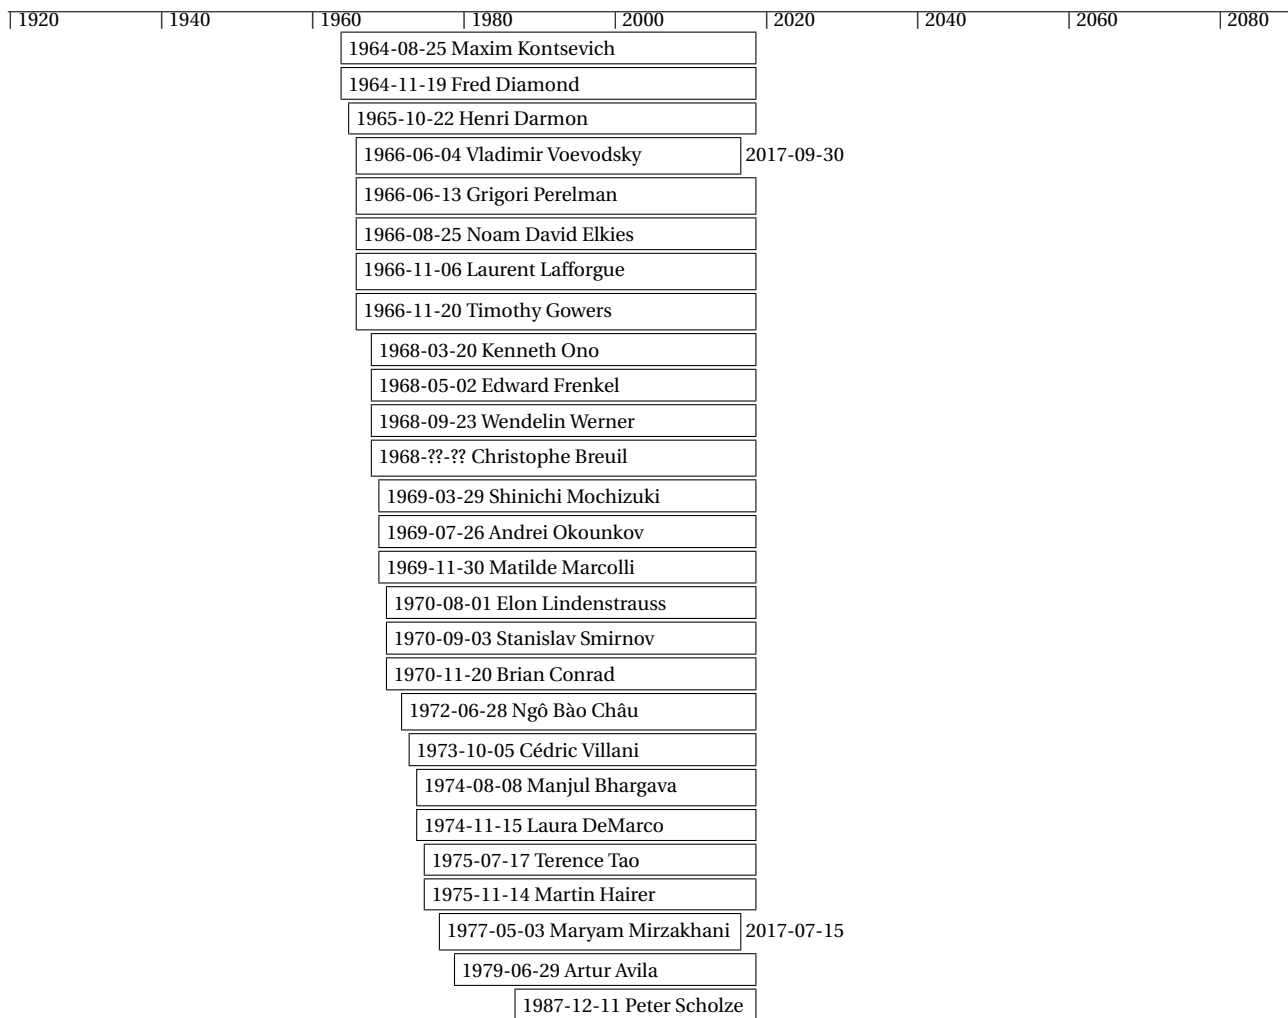 | 1920 | 1940 | 1960 | 1980 | 2000 | 2020 | 2040 | 2060 | 2080
1964-08-25 Maxim Kontsevich
1964-11-19 Fred Diamond
1965-10-22 Henri Darmon
1966-06-04 Vladimir Voevodsky 2017-09-30
1966-06-13 Grigori Perelman
1966-08-25 Noam David Elkies
1966-11-06 Laurent Lafforgue
1966-11-20 Timothy Gowers
1968-03-20 Kenneth Ono
1968-05-02 Edward Frenkel
1968-09-23 Wendelin Werner
1968-??-?? Christophe Breuil
1969-03-29 Shinichi Mochizuki
1969-07-26 Andrei Okounkov
1969-11-30 Matilde Marcolli
1970-08-01 Elon Lindenstrauss
1970-09-03 Stanislav Smirnov
1970-11-20 Brian Conrad
1972-06-28 Ngô Bào Châu
1973-10-05 Cédric Villani
1974-08-08 Manjul Bhargava
1974-11-15 Laura DeMarco
1975-07-17 Terence Tao
1975-11-14 Martin Hairer
1977-05-03 Maryam Mirzakhani 2017-07-15
1979-06-29 Artur Avila
1987-12-11 Peter Scholze